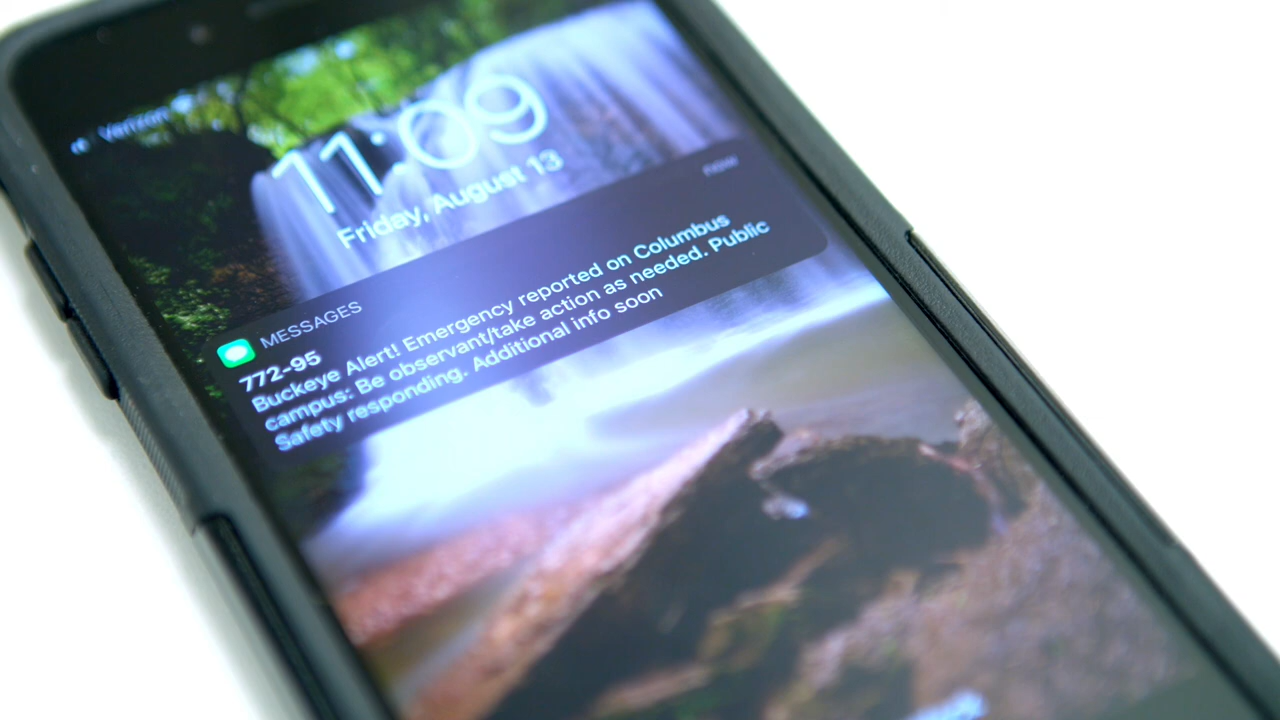 Verizon
11:09
Friday, August 13
MESSAGES
now
772-95
Buckeye Alert! Emergency reported on Columbus
campus: Be observant/take action as needed. Public
Safety responding. Additional info soon